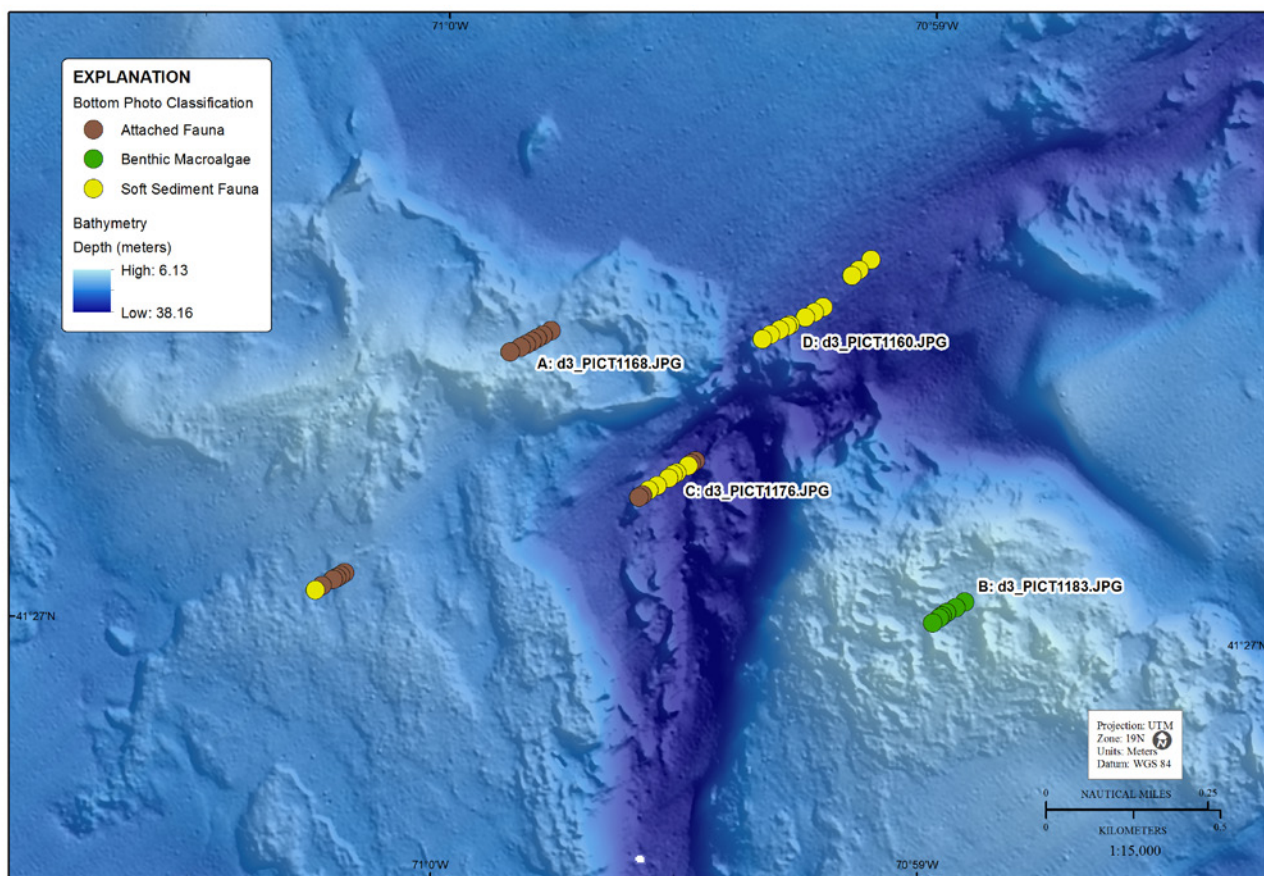 71°0'W
70°59'W
EXPLANATION
Bottom Photo Classification
Attached Fauna
Benthic Macroalgae
Soft Sediment Fauna
Bathymetry
Depth (meters)
High: 6.13
Low: 38.16
D: d3_PICT1160.JPG
A: d3_PICT1168.JPG
C: d3_PICT1176.JPG
B: d3_PICT1183.JPG
41°27'N
41°27'N
Projection: UTM
Zone: 19N
Units: Meters
Datum: WGS 84
0 0.25
NAUTICAL MILES
0 0.5
KILOMETERS
1:15,000
71°0'W
70°59'W